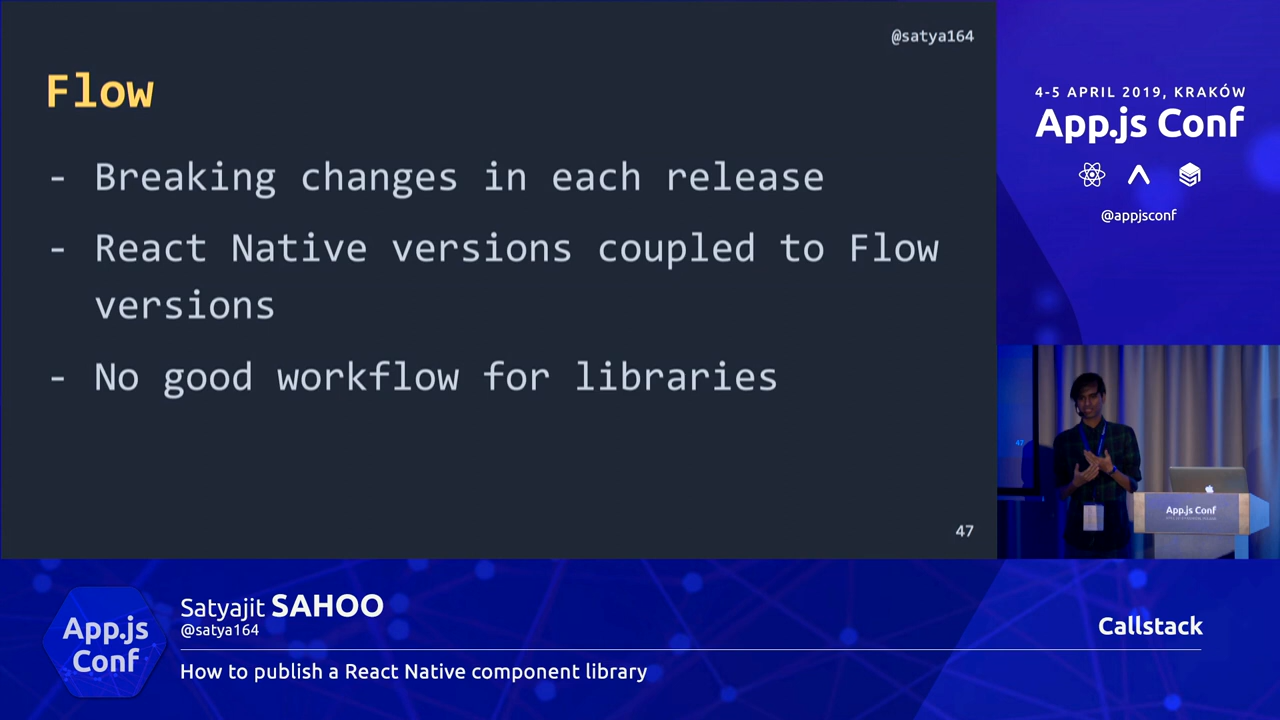 @satya164
Flow
- Breaking changes in each release
- React Native versions coupled to Flow
versions
- No good workflow for libraries
47
4-5 APRIL 2019, KRAKÓW
App.js Conf
@appjsconf
47
App.js Conf
App.js
Conf
Satyajit SAHOO
@satya164
How to publish a React Native component library
Callstack